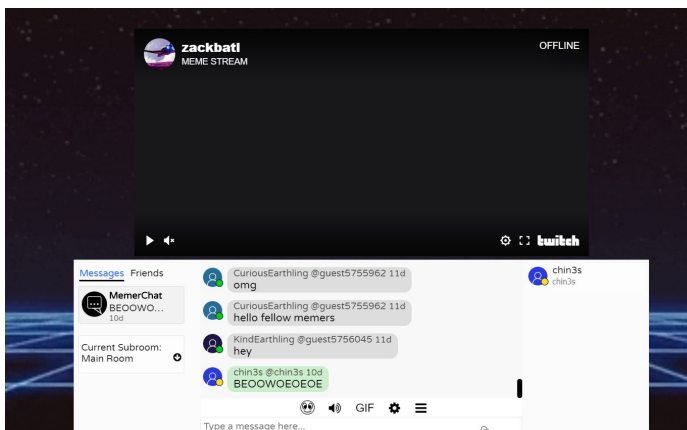 zackbatl
MEME STREAM
OFFLINE
twitch
Messages Friends
MemerChat
BEOOWO...
10d
Current Subroom:
Main Room
CuriousEarthling @guest5755962 11d
omg
CuriousEarthling @guest5755962 11d
hello fellow memers
KindEarthling @guest5756045 11d
hey
chin3s @chin3s 10d
BEOOWOEOEOE
GIF
Type a message here...
chin3s
chin3s